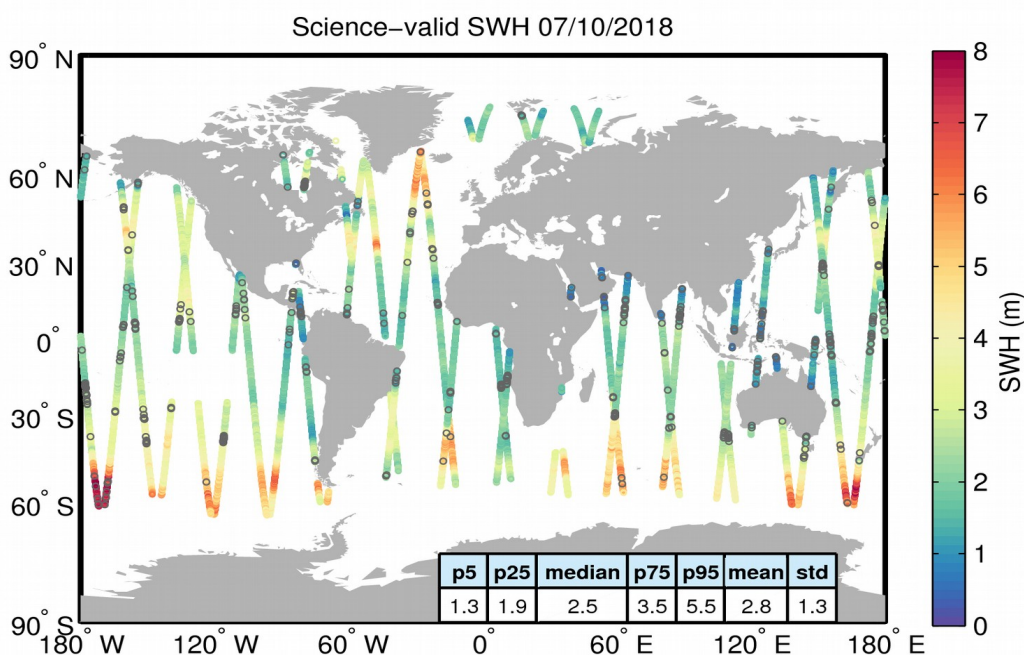 Science−valid SWH 07/10/2018
90° N
60° N
30° N
0°
30° S
60° S
90° S
180° W 120° W 60° W 0° 60° E 120° E 180° E
p5 p25 median p75 p95 mean std
1.3 1.9 2.5 3.5 5.5 2.8 1.3
8
7
6
5
4
3
2
1
0
SWH (m)